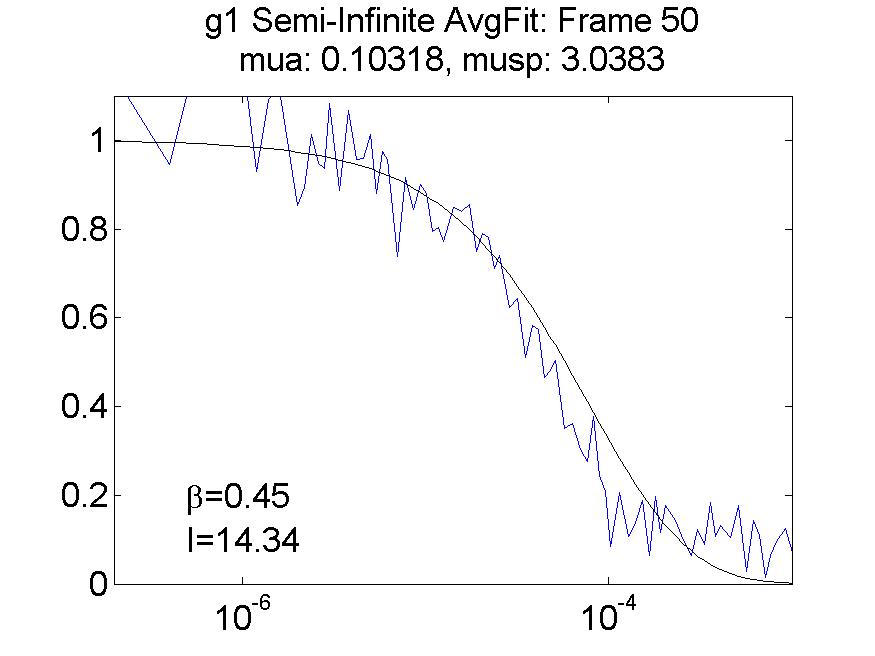 g1 Semi-Infinite AvgFit: Frame 50
mua: 0.10318, musp: 3.0383
1
0.8
0.6
0.4
0.2
0
β=0.45
I=14.34
10^-6
10^-4